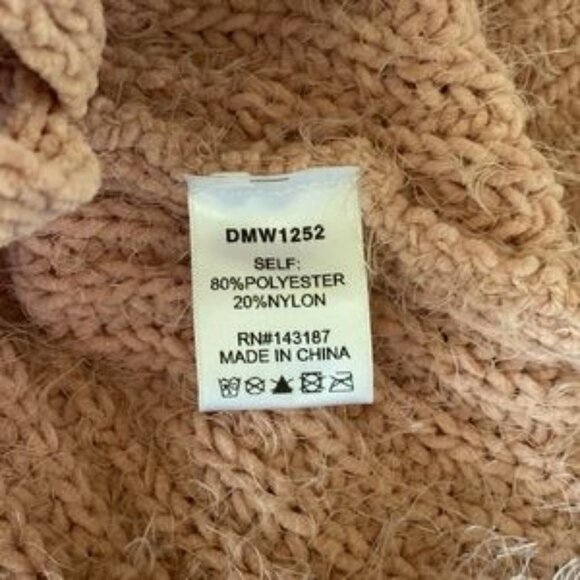 DMW1252
SELF:
80%POLYESTER
20%NYLON
RN#143187
MADE IN CHINA